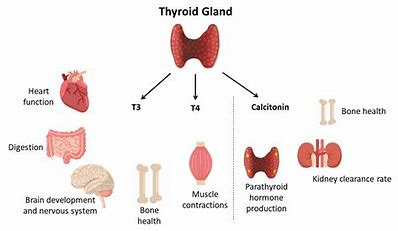 Thyroid Gland
Heart
function
T3
T4
Calcitonin
Bone health
Digestion
Brain development
and nervous system
Bone
health
Muscle
contractions
Parathyroid
hormone
production
Kidney clearance rate